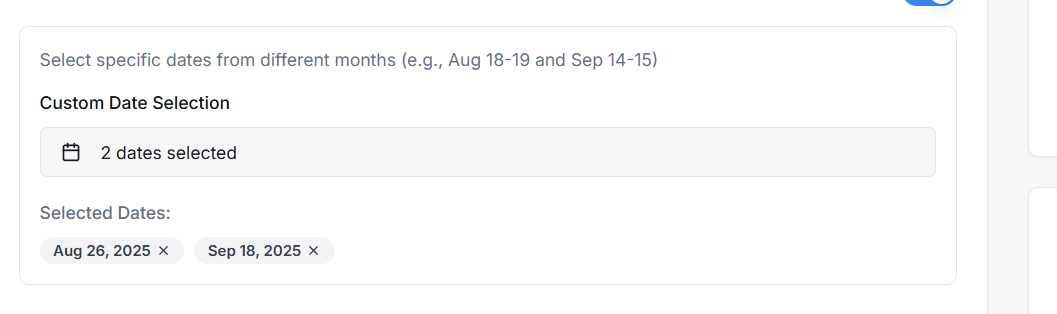 Select specific dates from different months (e.g., Aug 18-19 and Sep 14-15)
Custom Date Selection
2 dates selected
Selected Dates:
Aug 26, 2025 × Sep 18, 2025 ×